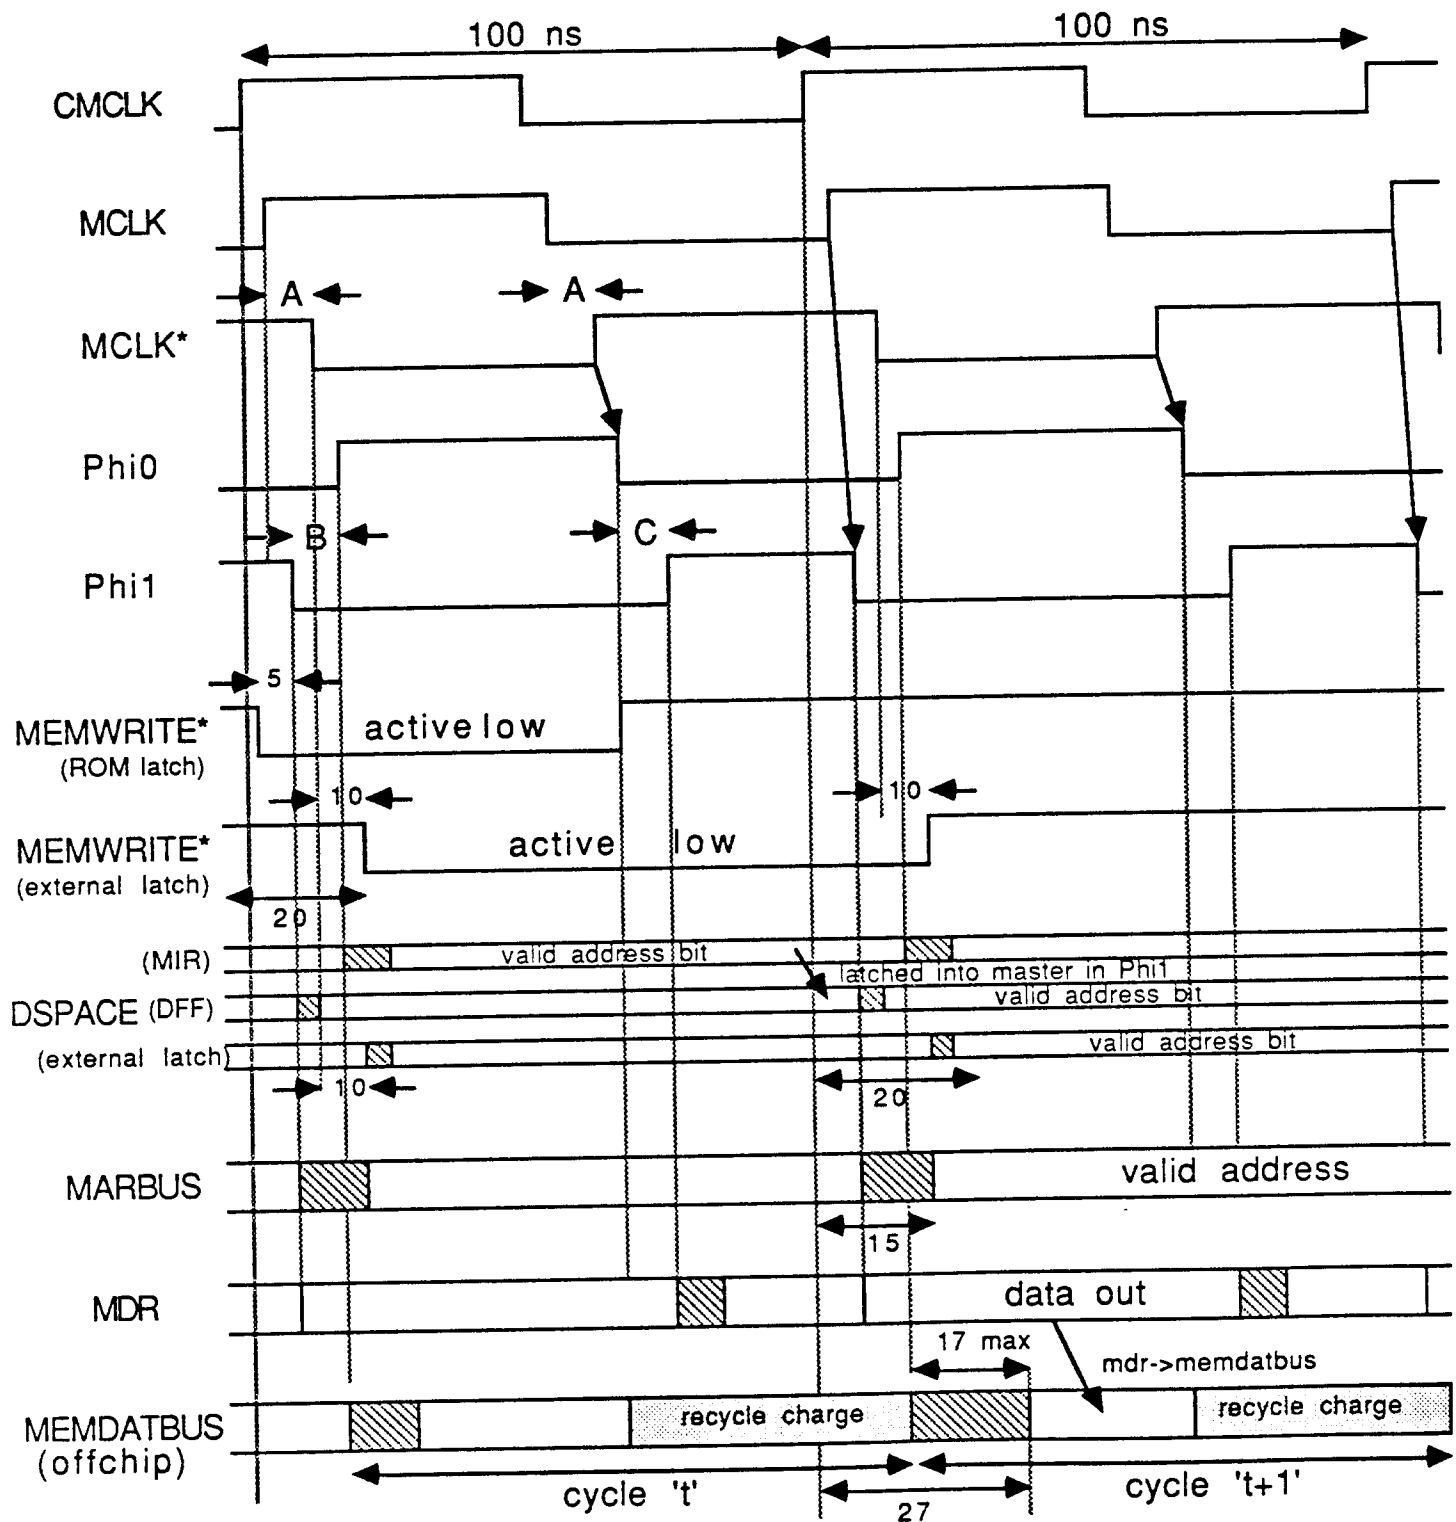 100 ns 100 ns
CMCLK
MCLK
A A
MCLK*
Phi0
B C
Phi1
5
MEMWRITE* active low
(ROM latch)
10 10
MEMWRITE* active low
(external latch)
20
(MIR) valid address bit
latched into master in Phi1
DSPACE (DFF) valid address bit
(external latch) valid address bit
10 20
MARBUS valid address
15
MDR data out
17 max
mdr->memdatbus
MEMDATBUS recycle charge recycle charge
(offchip)
cycle 't' cycle 't+1'
27